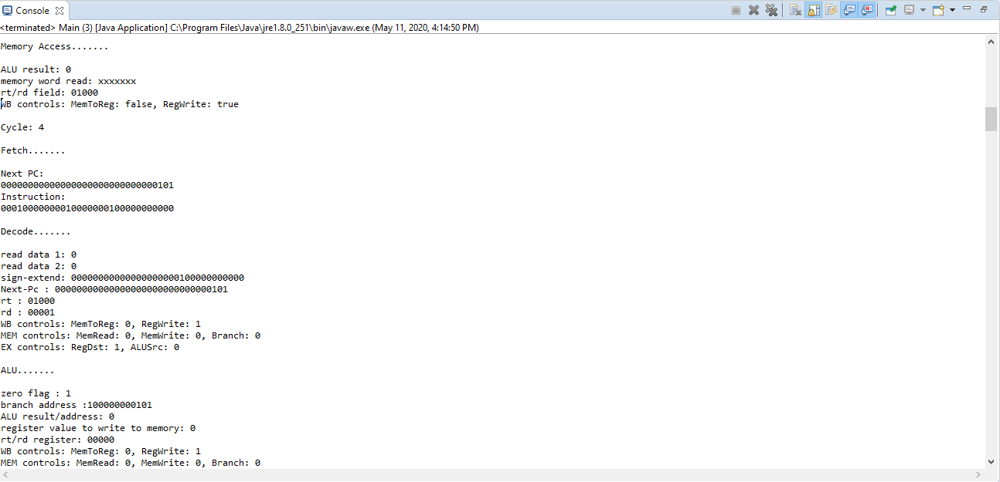 Console
<terminated> Main (3) [Java Application] C:\Program Files\Java\jre1.8.0_251\bin\javaw.exe (May 11, 2020, 4:14:50 PM)
Memory Access.......
ALU result: 0
memory word read: xxxxxxx
rt/rd field: 01000
WB controls: MemToReg: false, RegWrite: true
Cycle: 4
Fetch.......
Next PC:
00000000000000000000000000000101
Instruction:
00010000000010000000100000000000
Decode.......
read data 1: 0
read data 2: 0
sign-extend: 00000000000000000000100000000000
Next-Pc : 00000000000000000000000000000101
rt : 01000
rd : 00001
WB controls: MemToReg: 0, RegWrite: 1
MEM controls: MemRead: 0, MemWrite: 0, Branch: 0
EX controls: RegDst: 1, ALUSrc: 0
ALU.......
zero flag : 1
branch address :100000000101
ALU result/address: 0
register value to write to memory: 0
rt/rd register: 00000
WB controls: MemToReg: 0, RegWrite: 1
MEM controls: MemRead: 0, MemWrite: 0, Branch: 0